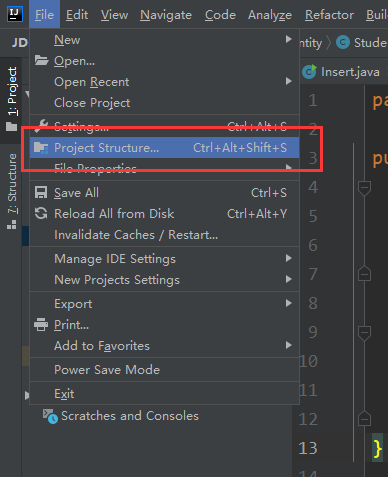 IJ File Edit View Navigate Code Analyze Refactor Build
JD
ntity Stude
1: Project
7: Structure
New
Open...
Open Recent
Close Project
Settings... Ctrl+Alt+S
Project Structure... Ctrl+Alt+Shift+S
File Properties
Save All Ctrl+S
Reload All from Disk Ctrl+Alt+Y
Invalidate Caches / Restart...
Manage IDE Settings
New Projects Settings
Export
Print...
Add to Favorites
Power Save Mode
Exit
Scratches and Consoles
Insert.java
1 pa
2
3 pu
4
5
6
7
8
9
10
11
12
13 }